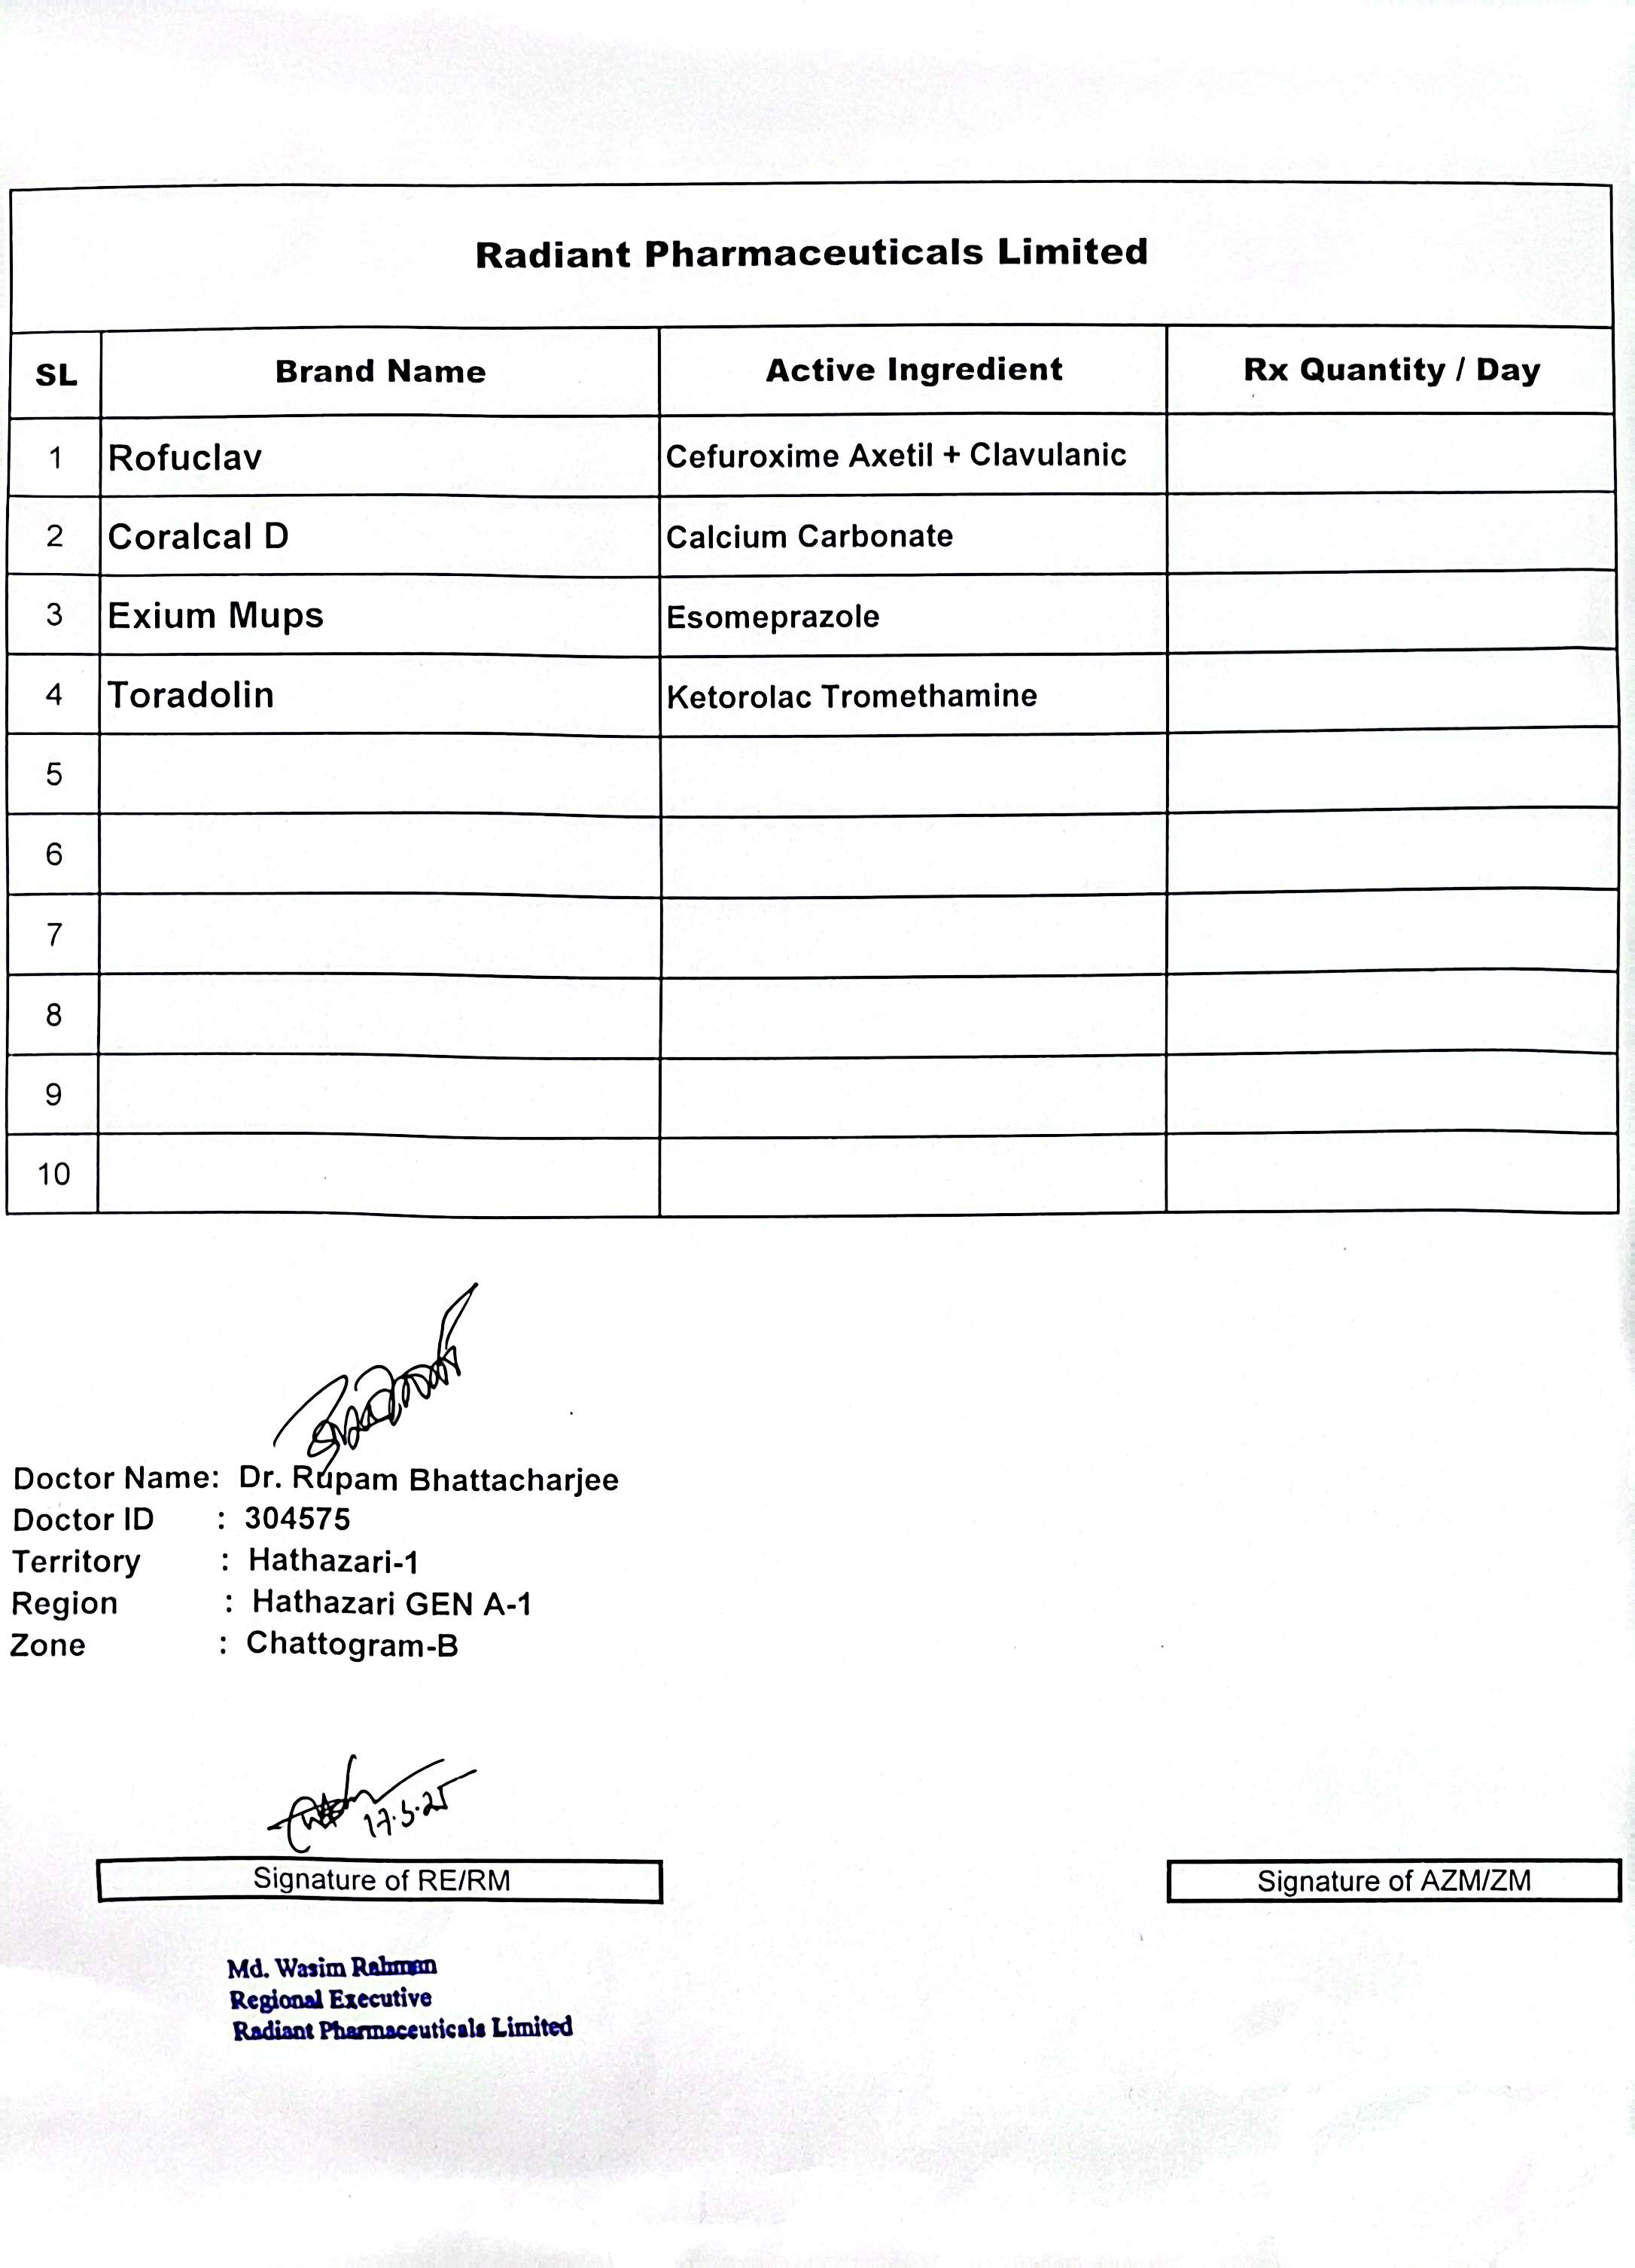 Radiant Pharmaceuticals Limited
SL Brand Name Active Ingredient Rx Quantity / Day
1 Rofuclav Cefuroxime Axetil + Clavulanic
2 Coralcal D Calcium Carbonate
3 Exium Mups Esomeprazole
4 Toradolin Ketorolac Tromethamine
5
6
7
8
9
10
Doctor Name: Dr. Rupam Bhattacharjee
Doctor ID : 304575
Territory : Hathazari-1
Region : Hathazari GEN A-1
Zone : Chattogram-B
Signature of RE/RM Signature of AZM/ZM
Md. Wasim Rahman
Regional Executive
Radiant Pharmaceuticals Limited